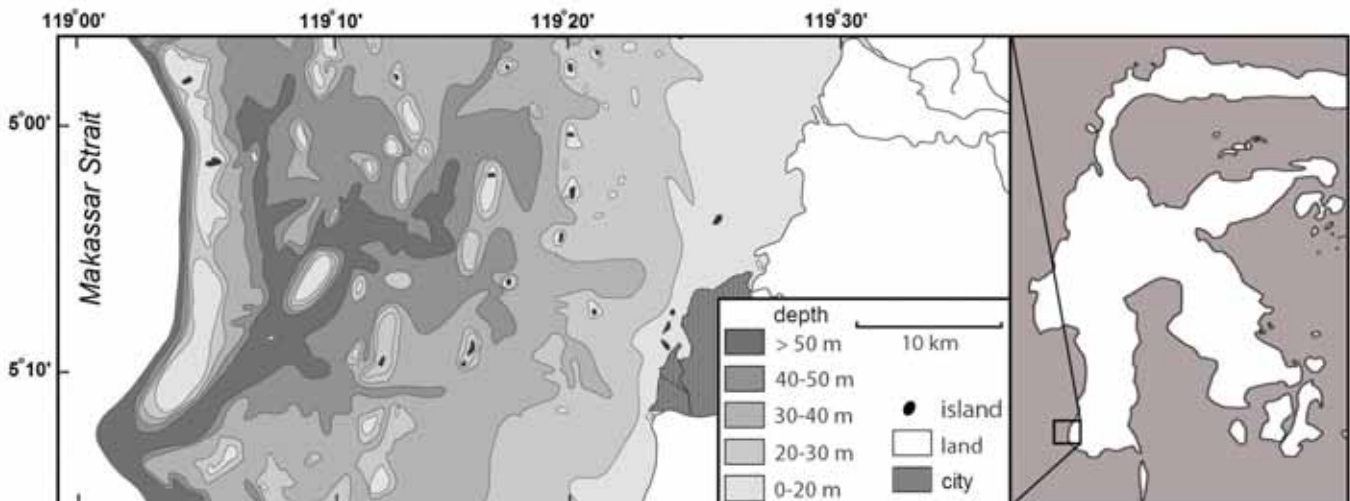 119°00' 119°10' 119°20' 119°30'
5°00'
Makassar Strait
5°10'
depth
> 50 m
40-50 m
30-40 m
20-30 m
0-20 m
10 km
island
land
city